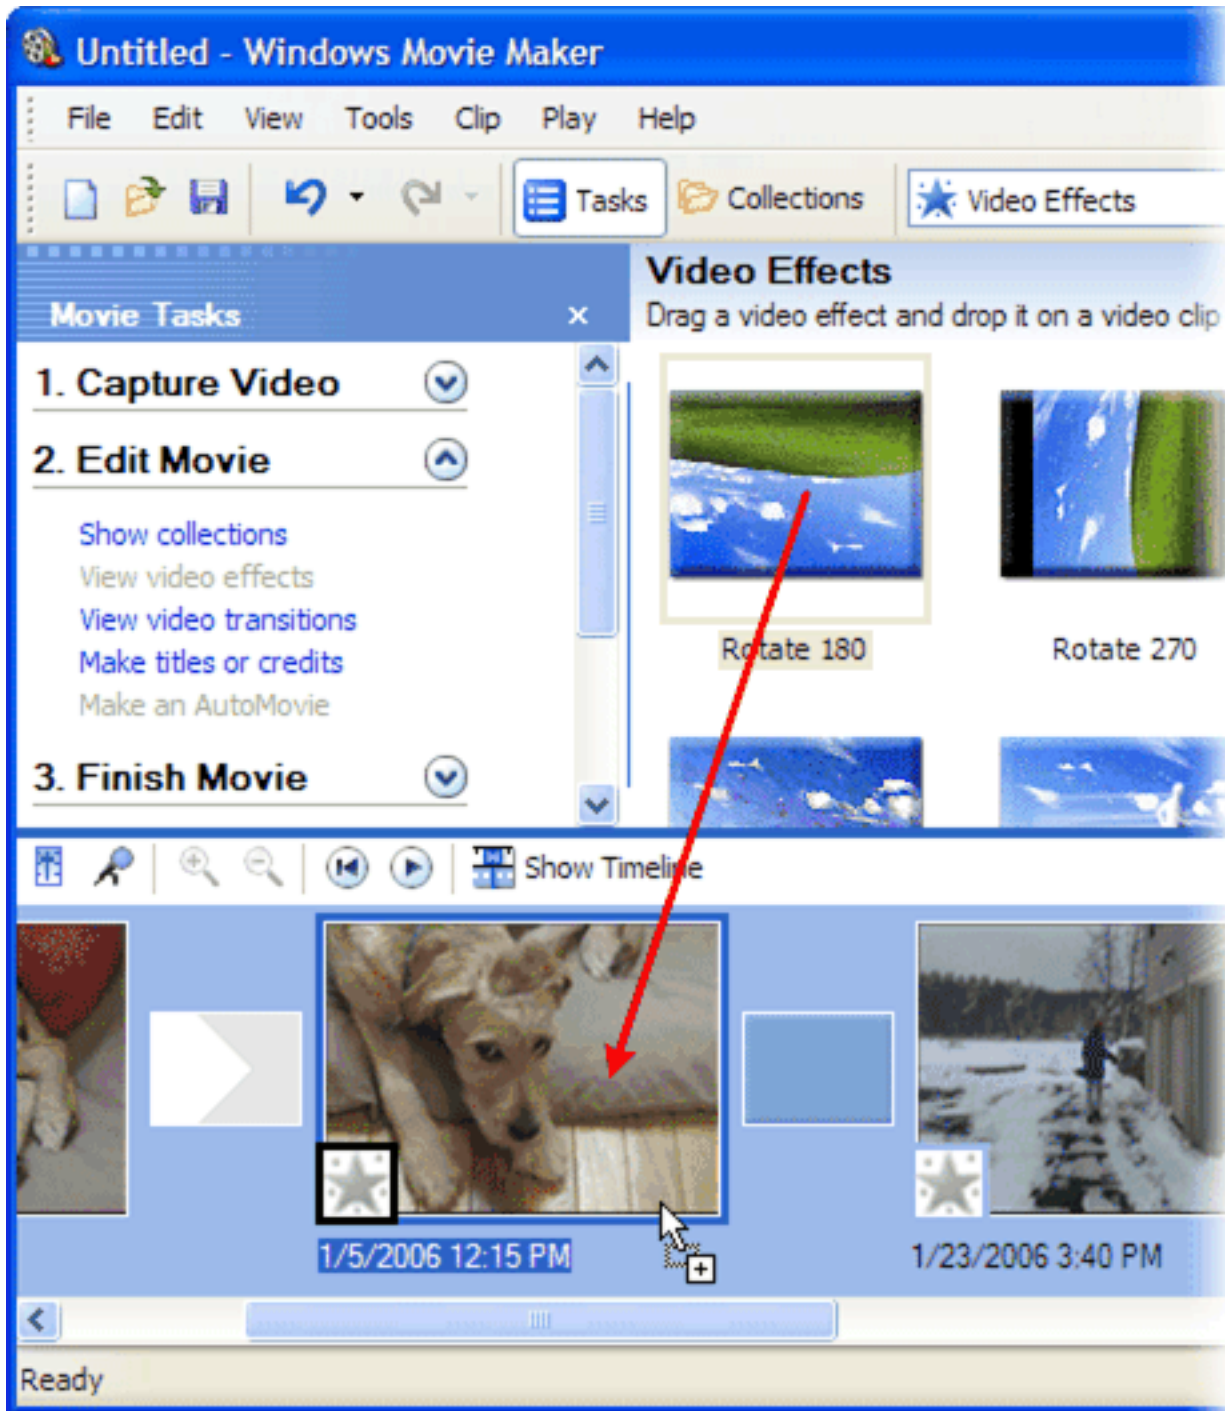 Untitled - Windows Movie Maker
File Edit View Tools Clip Play Help
Tasks Collections Video Effects
Movie Tasks
Video Effects
Drag a video effect and drop it on a video clip
1. Capture Video
2. Edit Movie
Show collections
View video effects
View video transitions
Make titles or credits
Make an AutoMovie
3. Finish Movie
Rotate 180
Rotate 270
Show Timeline
1/5/2006 12:15 PM
1/23/2006 3:40 PM
Ready